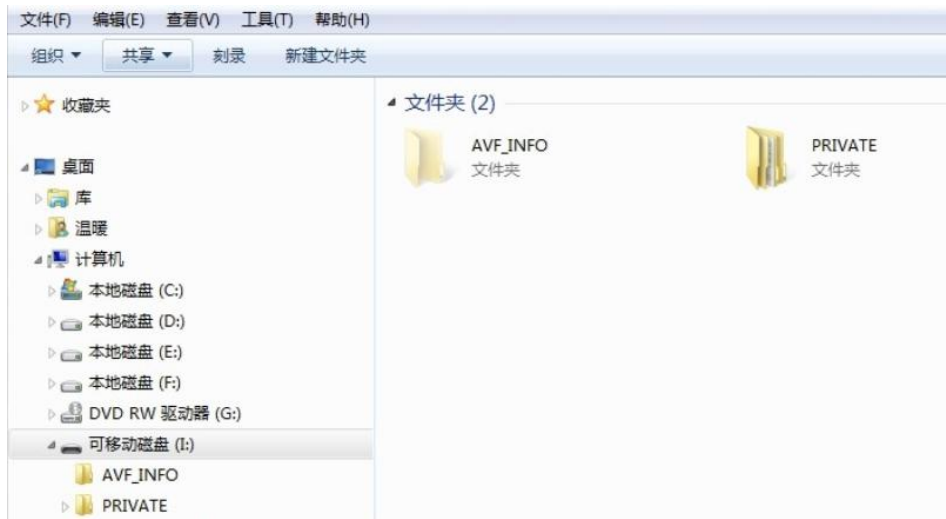 文件(F) 编辑(E) 查看(V) 工具(T) 帮助(H)
组织 共享 刻录 新建文件夹
收藏夹
桌面
库
温暖
计算机
本地磁盘 (C:)
本地磁盘 (D:)
本地磁盘 (E:)
本地磁盘 (F:)
DVD RW 驱动器 (G:)
可移动磁盘 (I:)
AVF_INFO
PRIVATE
文件夹 (2)
AVF_INFO
文件夹
PRIVATE
文件夹